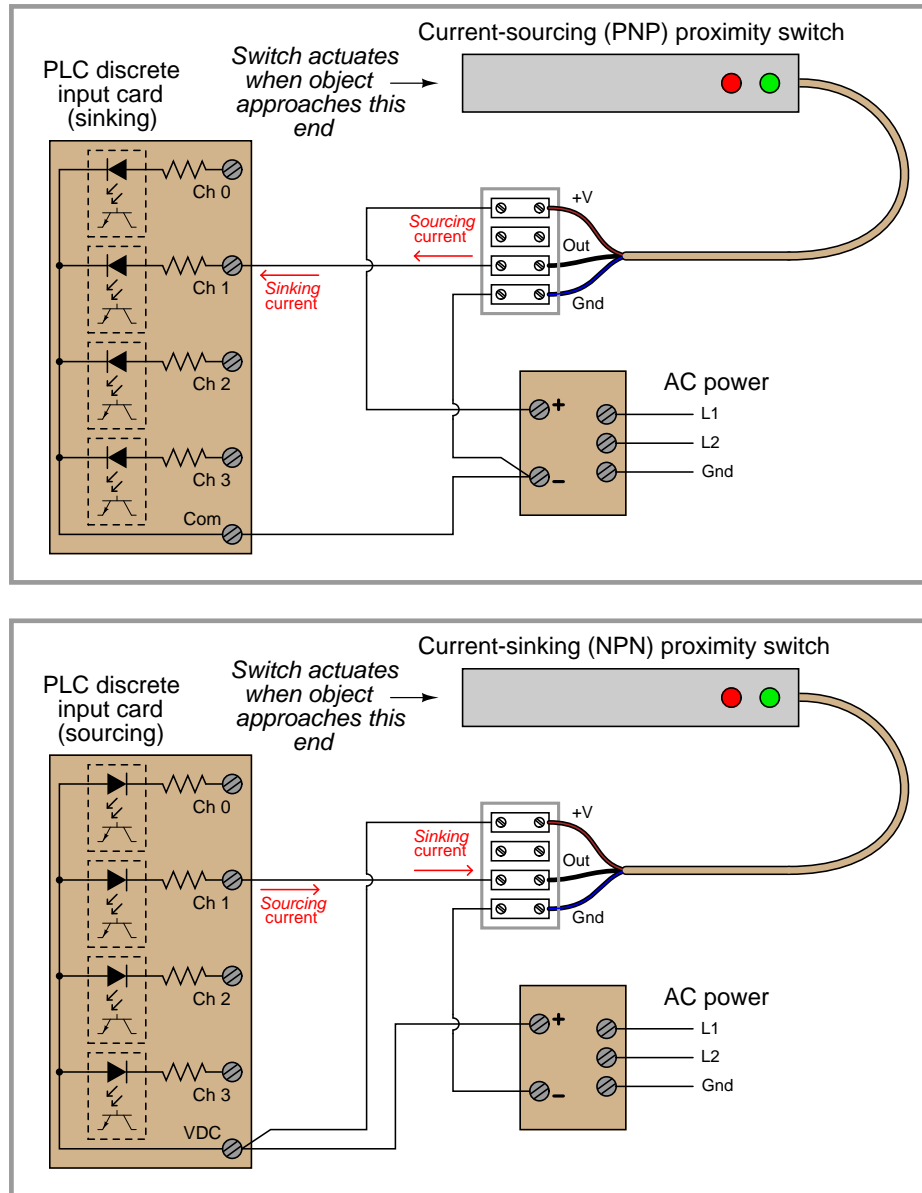 Current-sourcing (PNP) proximity switch
PLC discrete
input card
(sinking)
Switch actuates
when object
approaches this
end
Ch 0
Ch 1
Ch 2
Ch 3
Com
Sourcing
current
Sinking
current
+V
Out
Gnd
+
-
AC power
L1
L2
Gnd
Current-sinking (NPN) proximity switch
PLC discrete
input card
(sourcing)
Switch actuates
when object
approaches this
end
Ch 0
Ch 1
Ch 2
Ch 3
VDC
Sinking
current
Sourcing
current
+V
Out
Gnd
+
-
AC power
L1
L2
Gnd